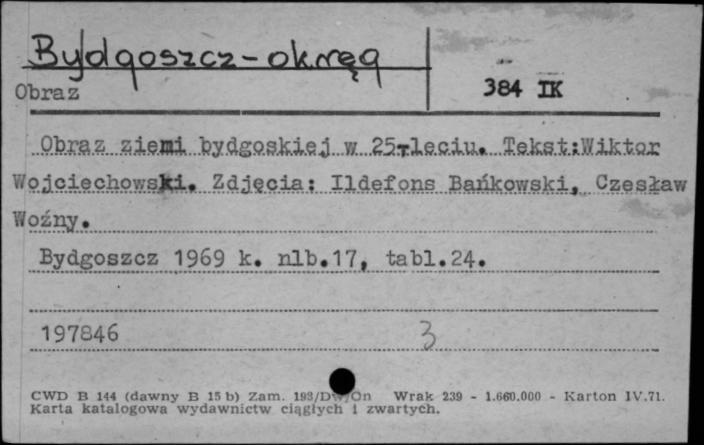 Bydgoszcz-okręg
Obraz
384 IK
Obraz ziemi bydgoskiej w 25-leciu. Tekst:Wiktor
Wojciechowski. Zdjęcia: Ildefons Bańkowski, Czesław
Woźny.
Bydgoszcz 1969 k. nlb.17, tabl.24.
197846 3
CWD B 144 (dawny B 15 b) Zam. 193/Dw/On Wrak 239 - 1.660.000 - Karton IV.71.
Karta katalogowa wydawnictw ciągłych i zwartych.